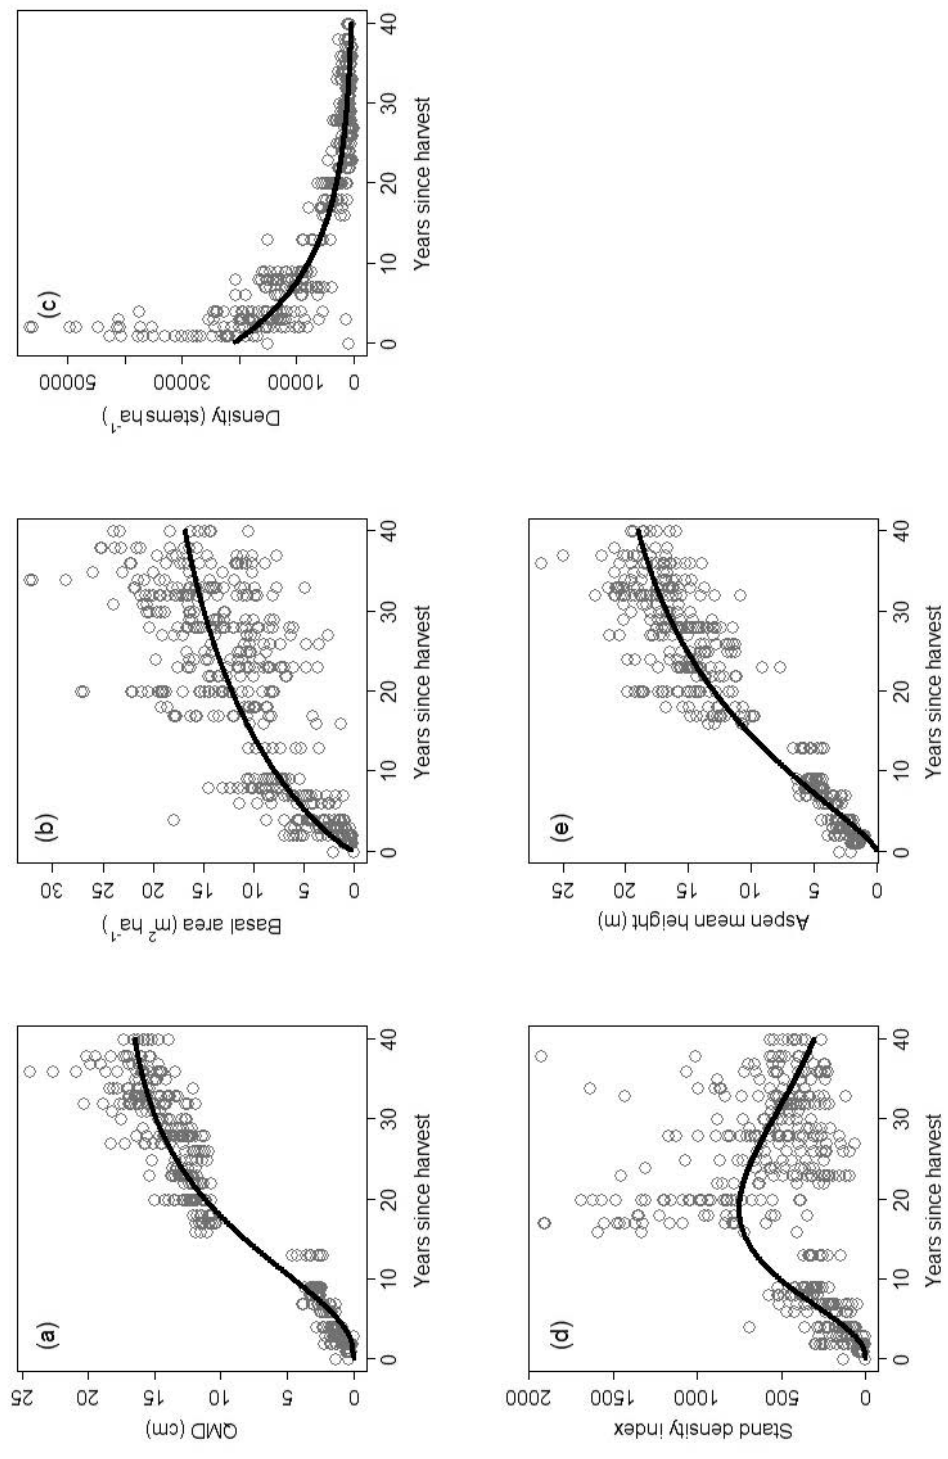 (a)
QMD (cm)
25
20
15
10
5
0
0 10 20 30 40
Years since harvest
(b)
Basal area (m² ha⁻¹)
30
25
20
15
10
5
0
0 10 20 30 40
Years since harvest
(c)
Density (stems ha⁻¹)
50000
30000
10000
0
0 10 20 30 40
Years since harvest
(d)
Stand density index
2000
1500
1000
500
0
0 10 20 30 40
Years since harvest
(e)
Aspen mean height (m)
25
20
15
10
5
0
0 10 20 30 40
Years since harvest